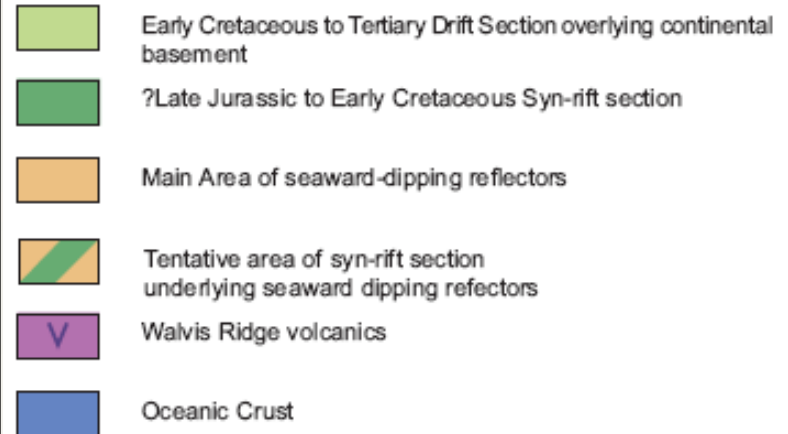 Early Cretaceous to Tertiary Drift Section overlying continental
basement
?Late Jurassic to Early Cretaceous Syn-rift section
Main Area of seaward-dipping reflectors
Tentative area of syn-rift section
underlying seaward dipping refectors
V
Walvis Ridge volcanics
Oceanic Crust